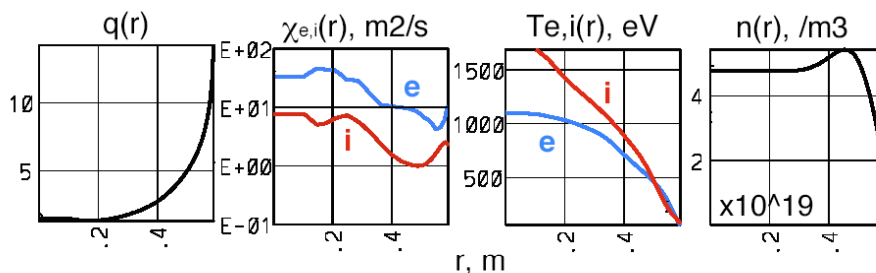 q(r)
χe,i(r), m2/s
Te,i(r), eV
n(r), /m3
10
5
.2
.4
E+02
E+01
E+00
E-01
e
i
.2
.4
1500
1000
500
i
e
.2
.4
4
2
x10^19
.2
.4
r, m